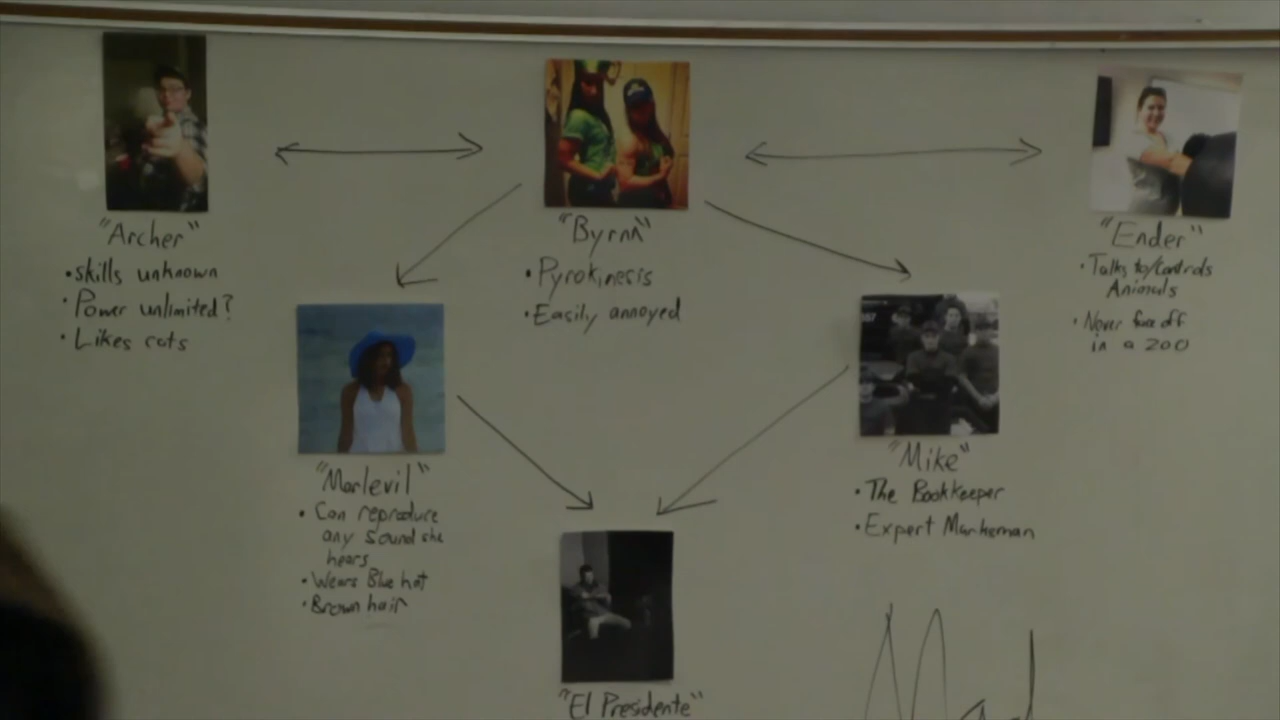 "Archer"
• Skills unknown
• Power unlimited?
• Likes cats
"Byrnn"
• Pyrokinesis
• Easily annoyed
"Ender"
• Talks to/Controls
Animals
• Never face off
in a zoo
"Marlevil"
• Can reproduce
any sound she
hears
• Wears Blue hat
• Brown hair
"Mike"
• The Bookkeeper
• Expert Marksman
"El Presidente"